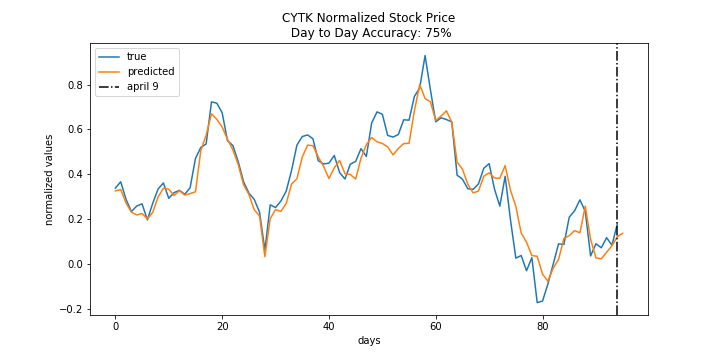 CYTK Normalized Stock Price
Day to Day Accuracy: 75%
true
predicted
april 9
normalized values
0.8
0.6
0.4
0.2
0.0
−0.2
0 20 40 60 80
days